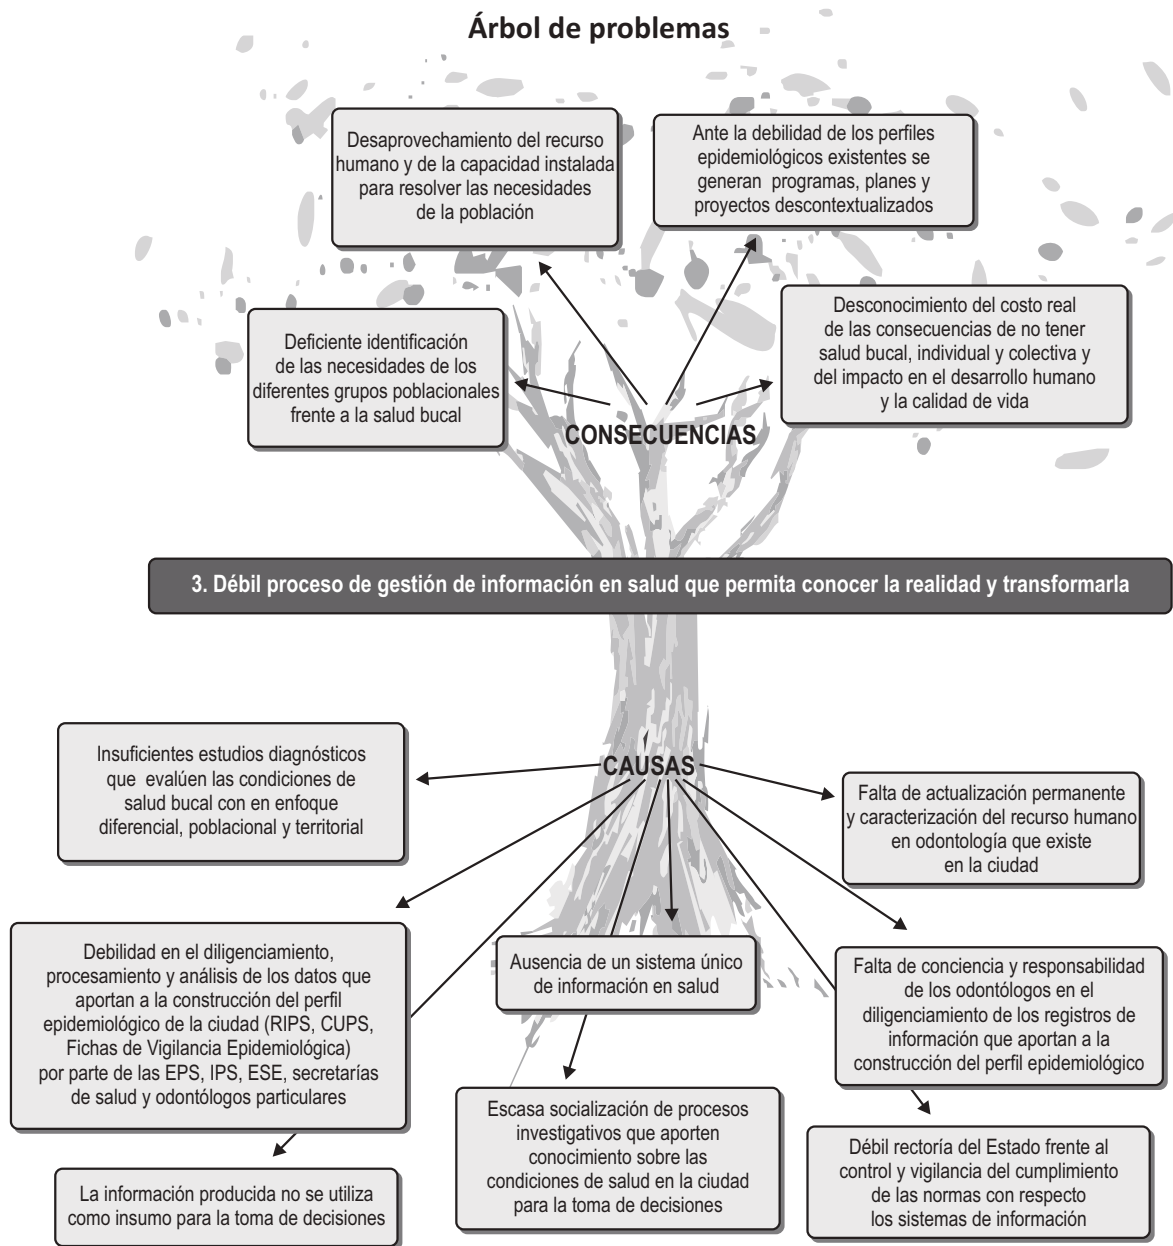 Árbol de problemas
Desaprovechamiento del recurso
humano y de la capacidad instalada
para resolver las necesidades
de la población
Ante la debilidad de los perfiles
epidemiológicos existentes se
generan programas, planes y
proyectos descontextualizados
Deficiente identificación
de las necesidades de los
diferentes grupos poblacionales
frente a la salud bucal
Desconocimiento del costo real
de las consecuencias de no tener
salud bucal, individual y colectiva y
del impacto en el desarrollo humano
y la calidad de vida
CONSECUENCIAS
3. Débil proceso de gestión de información en salud que permita conocer la realidad y transformarla
CAUSAS
Insuficientes estudios diagnósticos
que evalúen las condiciones de
salud bucal con en enfoque
diferencial, poblacional y territorial
Falta de actualización permanente
y caracterización del recurso humano
en odontología que existe
en la ciudad
Debilidad en el diligenciamiento,
procesamiento y análisis de los datos que
aportan a la construcción del perfil
epidemiológico de la ciudad (RIPS, CUPS,
Fichas de Vigilancia Epidemiológica)
por parte de las EPS, IPS, ESE, secretarías
de salud y odontólogos particulares
Ausencia de un sistema único
de información en salud
Falta de conciencia y responsabilidad
de los odontólogos en el
diligenciamiento de los registros de
información que aportan a la
construcción del perfil epidemiológico
La información producida no se utiliza
como insumo para la toma de decisiones
Escasa socialización de procesos
investigativos que aporten
conocimiento sobre las
condiciones de salud en la ciudad
para la toma de decisiones
Débil rectoría del Estado frente al
control y vigilancia del cumplimiento
de las normas con respecto
los sistemas de información